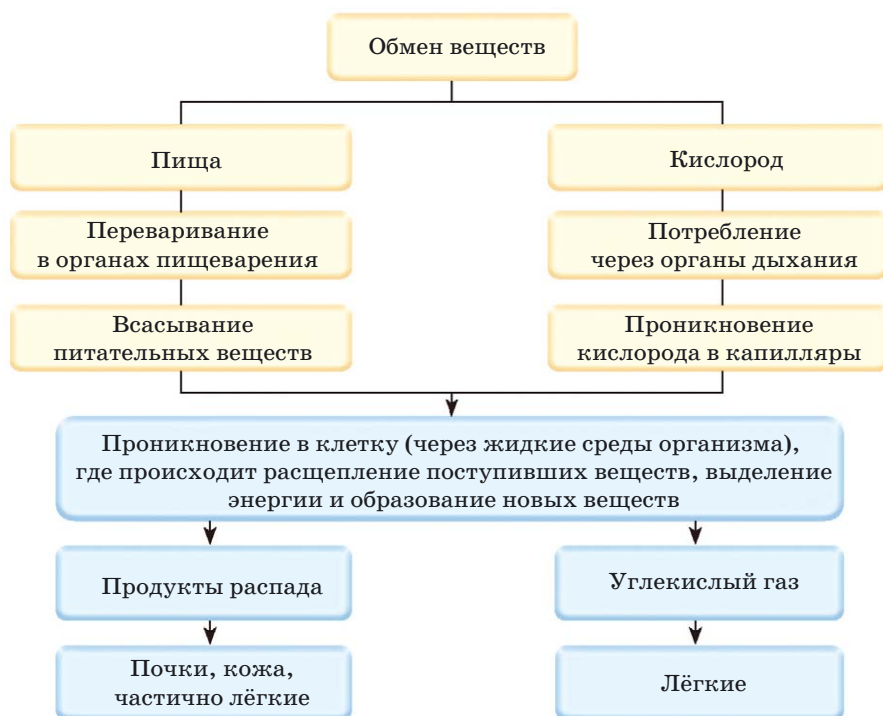 Обмен веществ
Пища
Кислород
Переваривание
в органах пищеварения
Потребление
через органы дыхания
Всасывание
питательных веществ
Проникновение
кислорода в капилляры
Проникновение в клетку (через жидкие среды организма),
где происходит расщепление поступивших веществ, выделение
энергии и образование новых веществ
Продукты распада
Углекислый газ
Почки, кожа,
частично лёгкие
Лёгкие